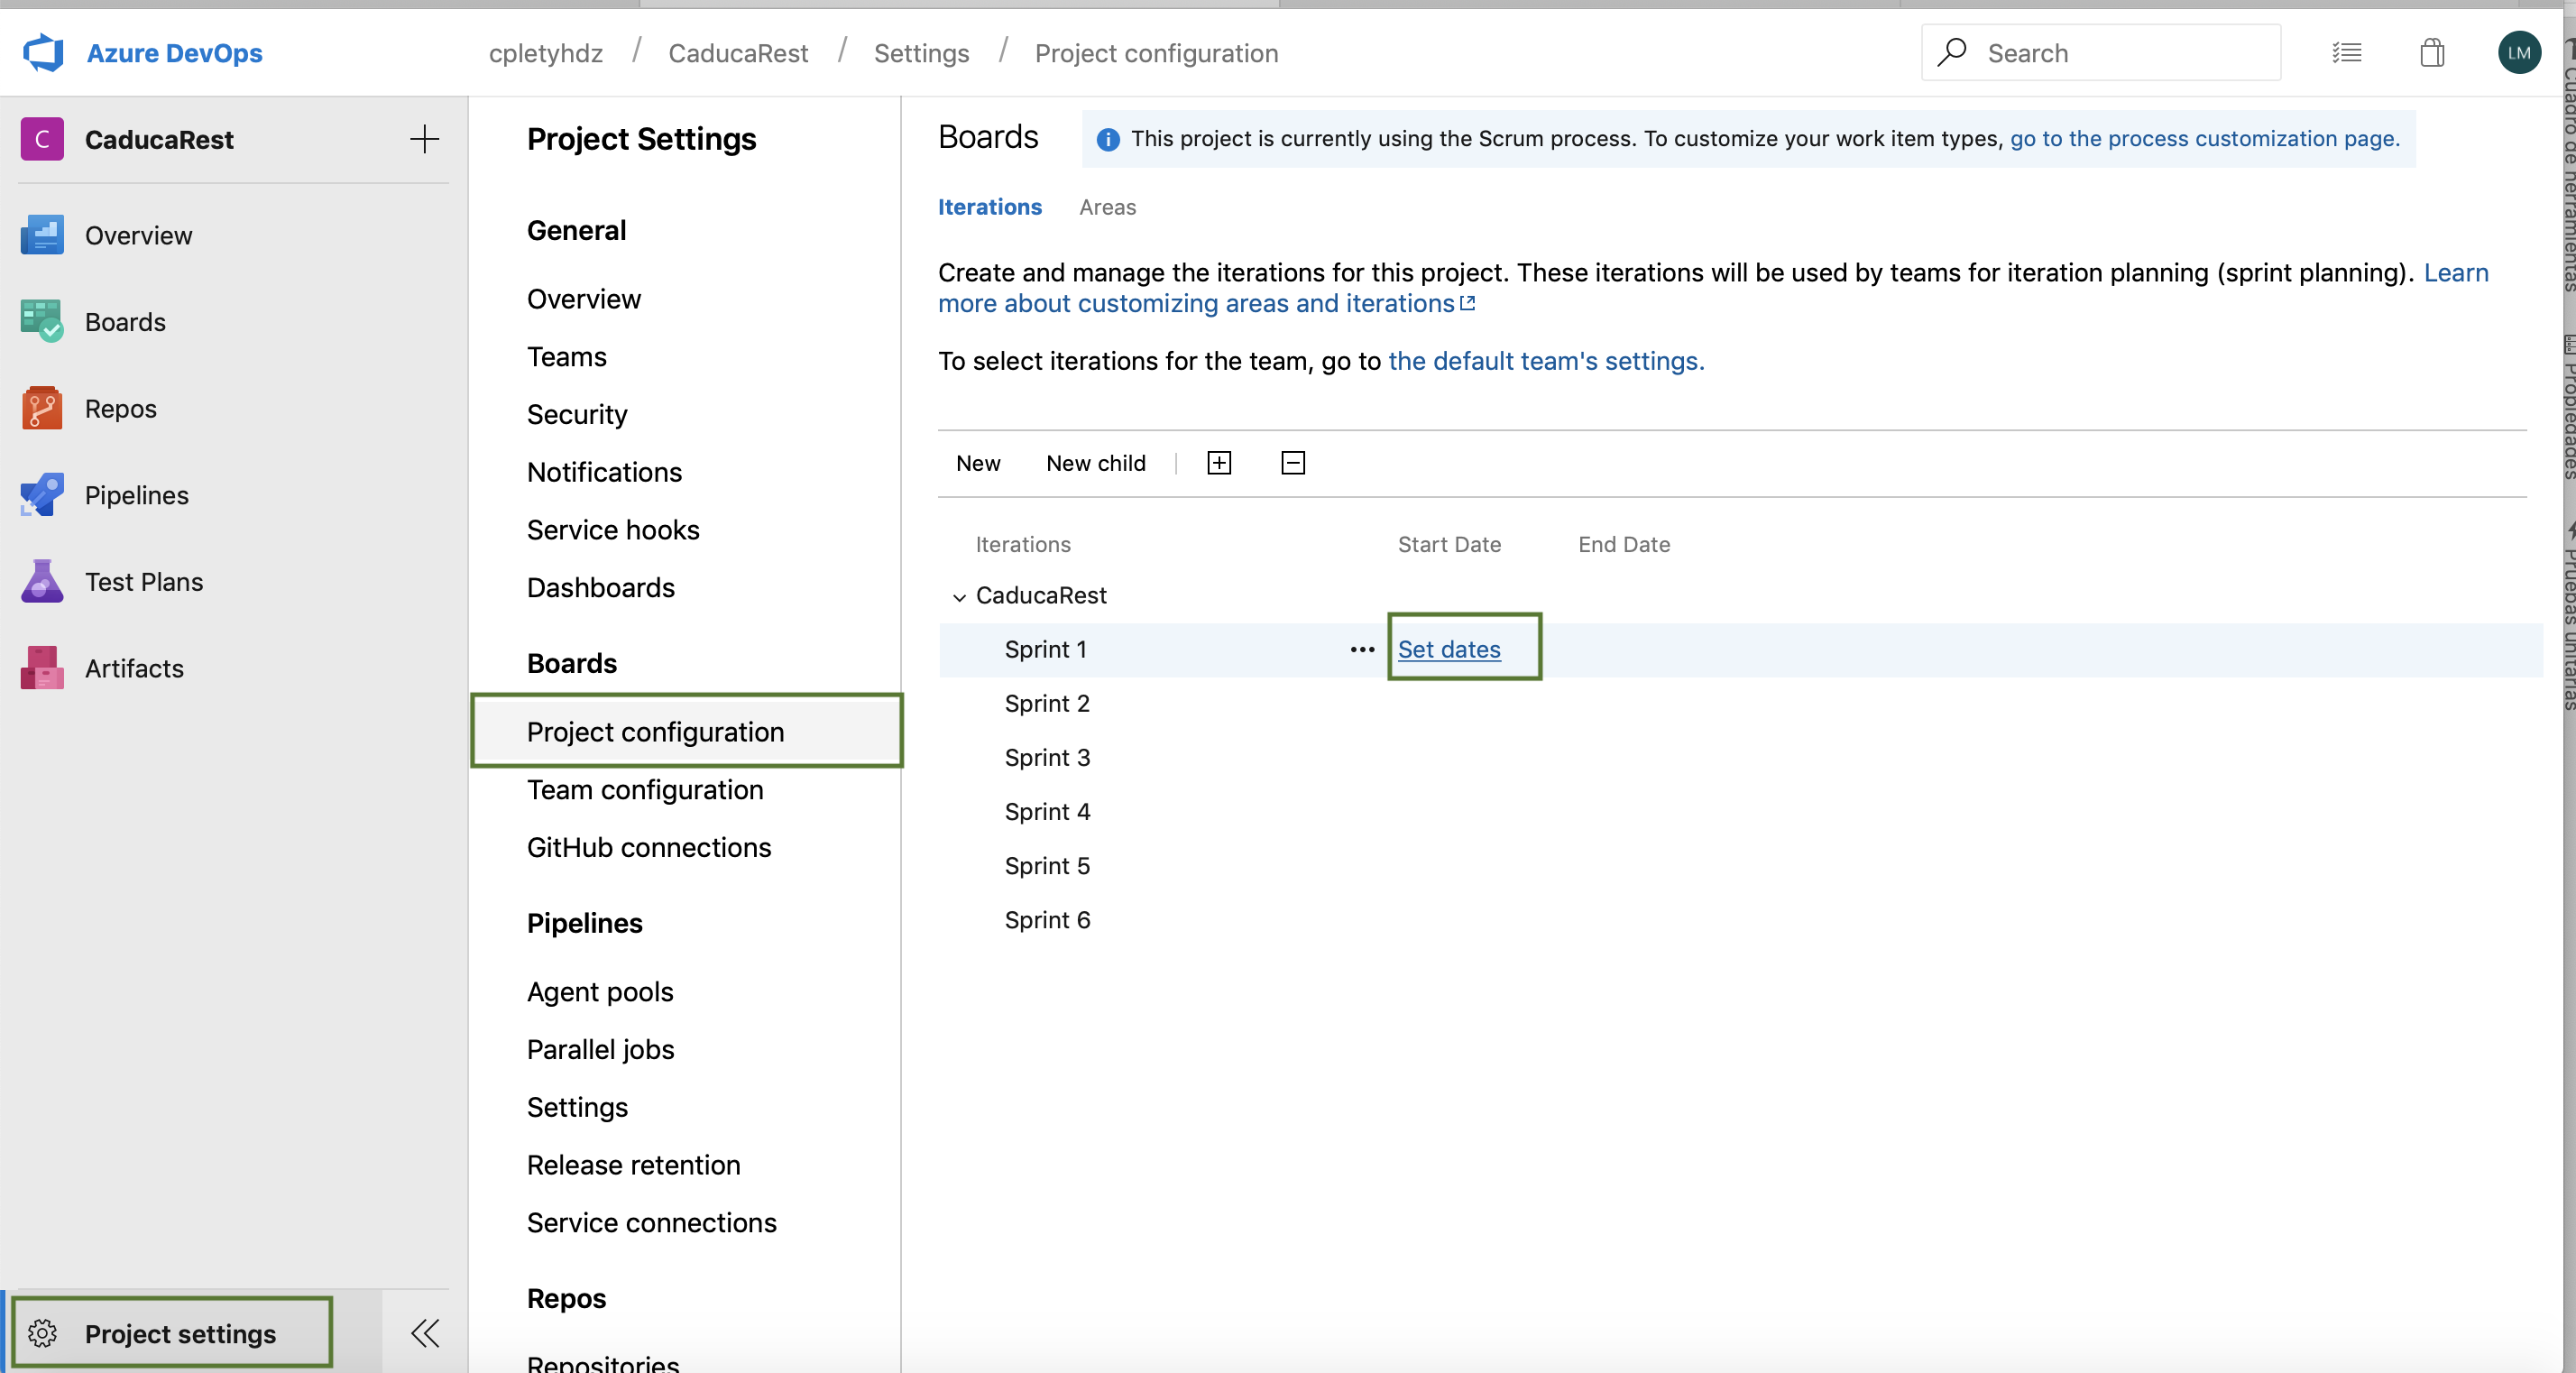 Azure DevOps
cpletyhdz / CaducaRest / Settings / Project configuration
Search
LM
C
CaducaRest
Overview
Boards
Repos
Pipelines
Test Plans
Artifacts
Project settings
Project Settings
General
Overview
Teams
Security
Notifications
Service hooks
Dashboards
Boards
Project configuration
Team configuration
GitHub connections
Pipelines
Agent pools
Parallel jobs
Settings
Release retention
Service connections
Repos
Repositories
Boards
This project is currently using the Scrum process. To customize your work item types, go to the process customization page.
Iterations Areas
Create and manage the iterations for this project. These iterations will be used by teams for iteration planning (sprint planning). Learn
more about customizing areas and iterations
To select iterations for the team, go to the default team's settings.
New New child
Iterations Start Date End Date
CaducaRest
Sprint 1 Set dates
Sprint 2
Sprint 3
Sprint 4
Sprint 5
Sprint 6
Cuadro de herramientas
Propiedades
Pruebas unitarias